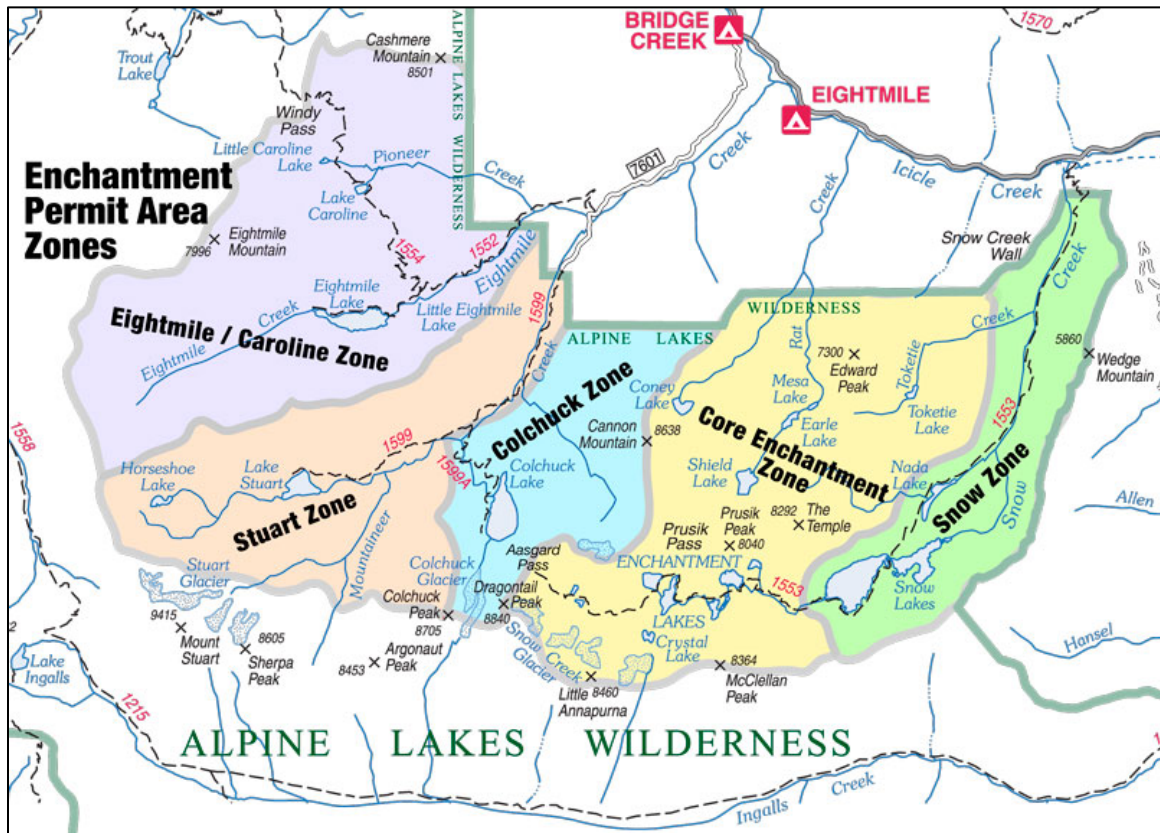 BRIDGE
CREEK
1570
Cashmere
Mountain
8501
ALPINE LAKES WILDERNESS
Trout
Lake
EIGHTMILE
Windy
Pass
Little Caroline
Lake
Pioneer
Creek
7601
Creek
Icicle
Creek
Creek
Enchantment
Permit Area
Zones
Lake
Caroline
Eightmile
Mountain
7996
1554
1552
Eightmile
Snow Creek
Wall
Creek
Eightmile
Lake
Little Eightmile
Lake
Creek
Eightmile
Eightmile / Caroline Zone
1599
Creek
ALPINE LAKES
WILDERNESS
Rat
Creek
Toketie
7300
Edward
Peak
5860
Wedge
Mountain
Coney
Lake
Mesa
Lake
Earle
Lake
Toketie
Lake
Colchuck Zone
Cannon
Mountain
8638
Core Enchantment
Zone
1553
1558
1599
1599A
Horseshoe
Lake
Lake
Stuart
Colchuck
Lake
Shield
Lake
Nada
Lake
Stuart Zone
Snow Zone
Snow
Allen
Mountaineer
Prusik
Peak
8040
8292
The
Temple
Prusik
Pass
Aasgard
Pass
ENCHANTMENT
LAKES
1553
Snow
Lakes
Stuart
Glacier
Colchuck
Glacier
Colchuck
Peak
8705
Dragontail
Peak
8840
Snow Creek
Glacier
Crystal
Lake
Hansel
9415
Mount
Stuart
8605
Sherpa
Peak
8453
Argonaut
Peak
Little
Annapurna
8460
8364
McClellan
Peak
2
Lake
Ingalls
1215
ALPINE LAKES WILDERNESS
Ingalls
Creek